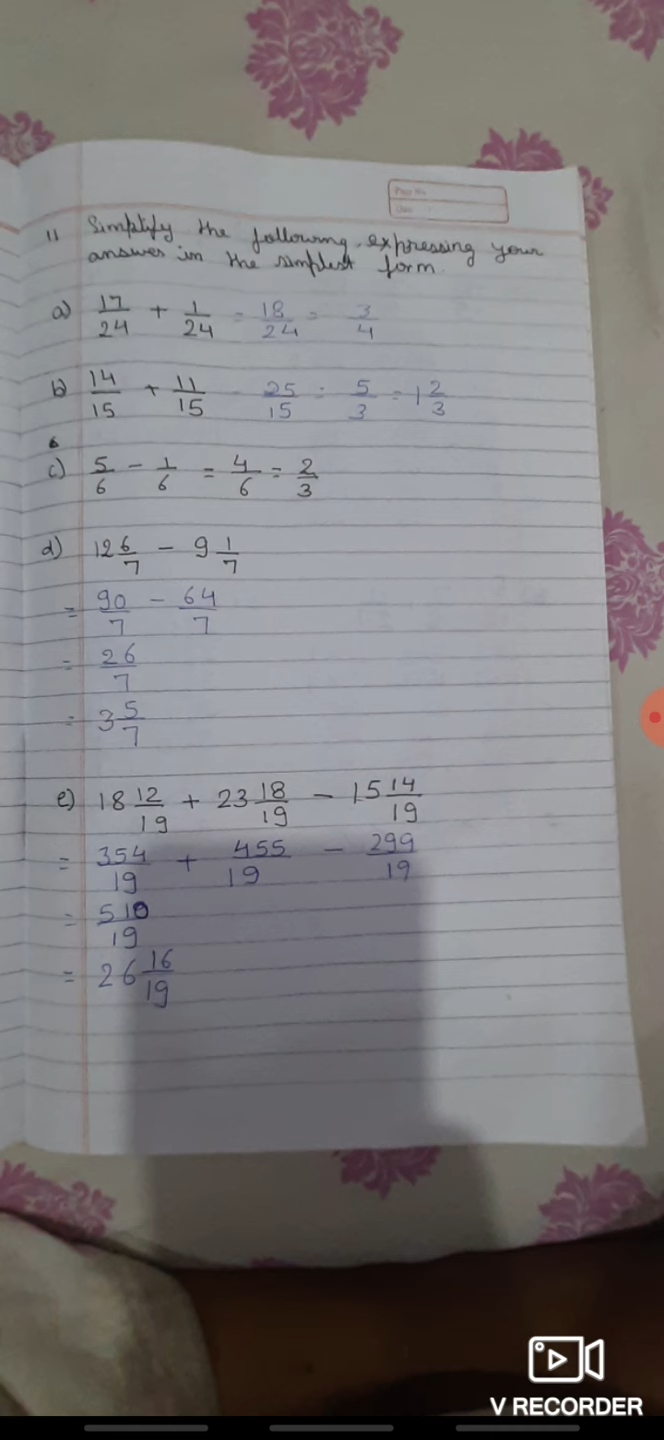 Page No
Date
11 Simplify the following, expressing your
answer in the simplest form.
a) 17/24 + 1/24 = 18/24 = 3/4
b) 14/15 + 11/15 25/15 = 5/3 = 1 2/3
c) 5/6 - 1/6 = 4/6 = 2/3
d) 12 6/7 - 9 1/7
= 90/7 - 64/7
= 26/7
= 3 5/7
e) 18 12/19 + 23 18/19 - 15 14/19
= 354/19 + 455/19 - 299/19
= 510/19
= 26 16/19
V RECORDER